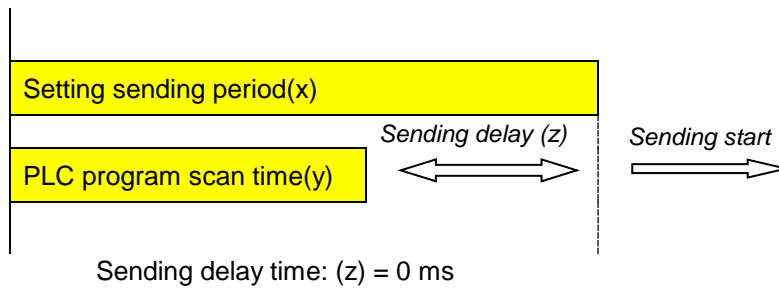 Setting sending period(x)
Sending delay (z)
Sending start
PLC program scan time(y)
Sending delay time: (z) = 0 ms